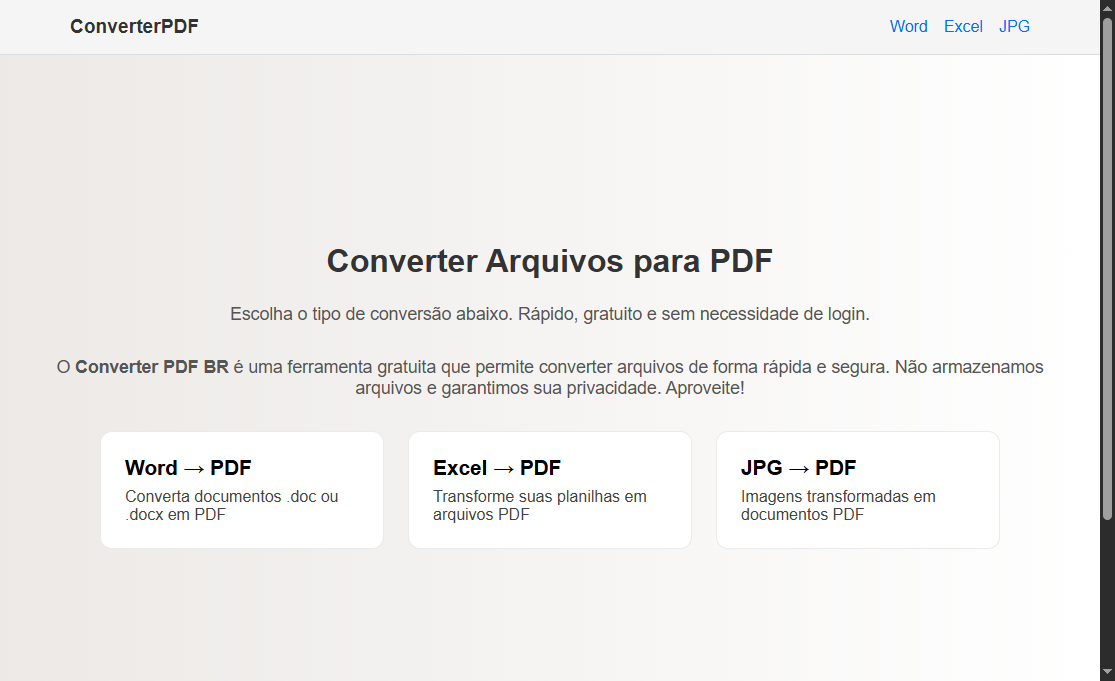 ConverterPDF
Word Excel JPG
Converter Arquivos para PDF
Escolha o tipo de conversão abaixo. Rápido, gratuito e sem necessidade de login.
O Converter PDF BR é uma ferramenta gratuita que permite converter arquivos de forma rápida e segura. Não armazenamos
arquivos e garantimos sua privacidade. Aproveite!
Word → PDF
Converta documentos .doc ou
.docx em PDF
Excel → PDF
Transforme suas planilhas em
arquivos PDF
JPG → PDF
Imagens transformadas em
documentos PDF